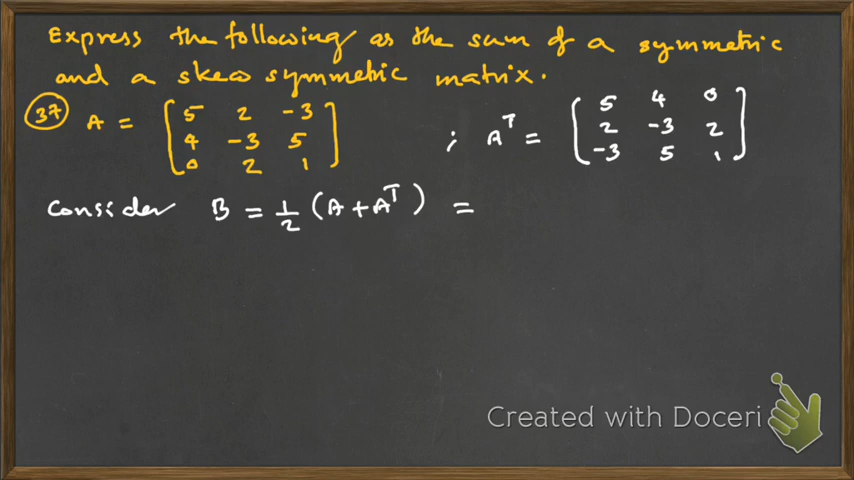 Express the following as the sum of a symmetric
and a skew symmetric matrix.
37 A = [ 5 2 -3 ; A^T = [ 5 4 0
4 -3 5 2 -3 2
0 2 1 ] -3 5 1 ]
Consider B = 1/2 (A + A^T) =
Created with Doceri